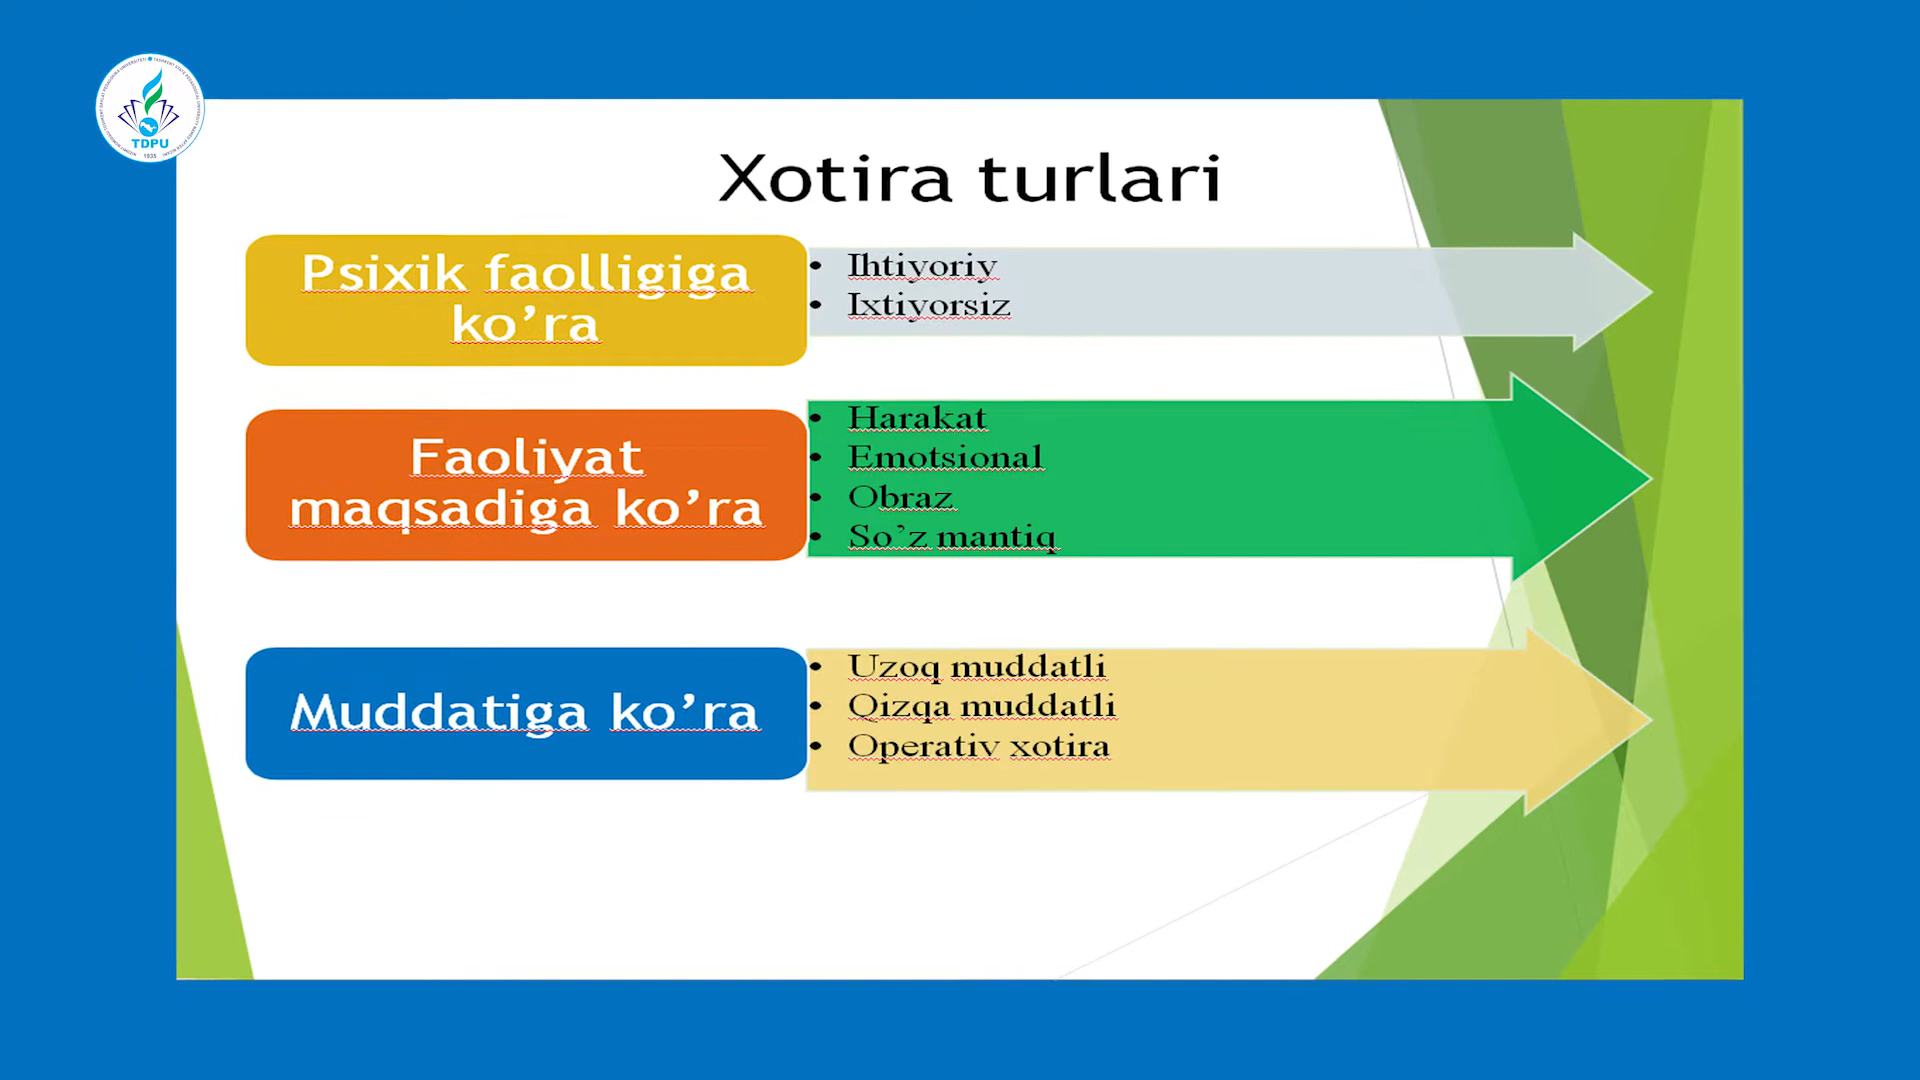 TDPU
1935
Xotira turlari
Psixik faolligiga
ko’ra
• Ihtiyoriy
• Ixtiyorsiz
Faoliyat
maqsadiga ko’ra
• Harakat
• Emotsional
• Obraz
• So’z mantiq
Muddatiga ko’ra
• Uzoq muddatli
• Qizqa muddatli
• Operativ xotira